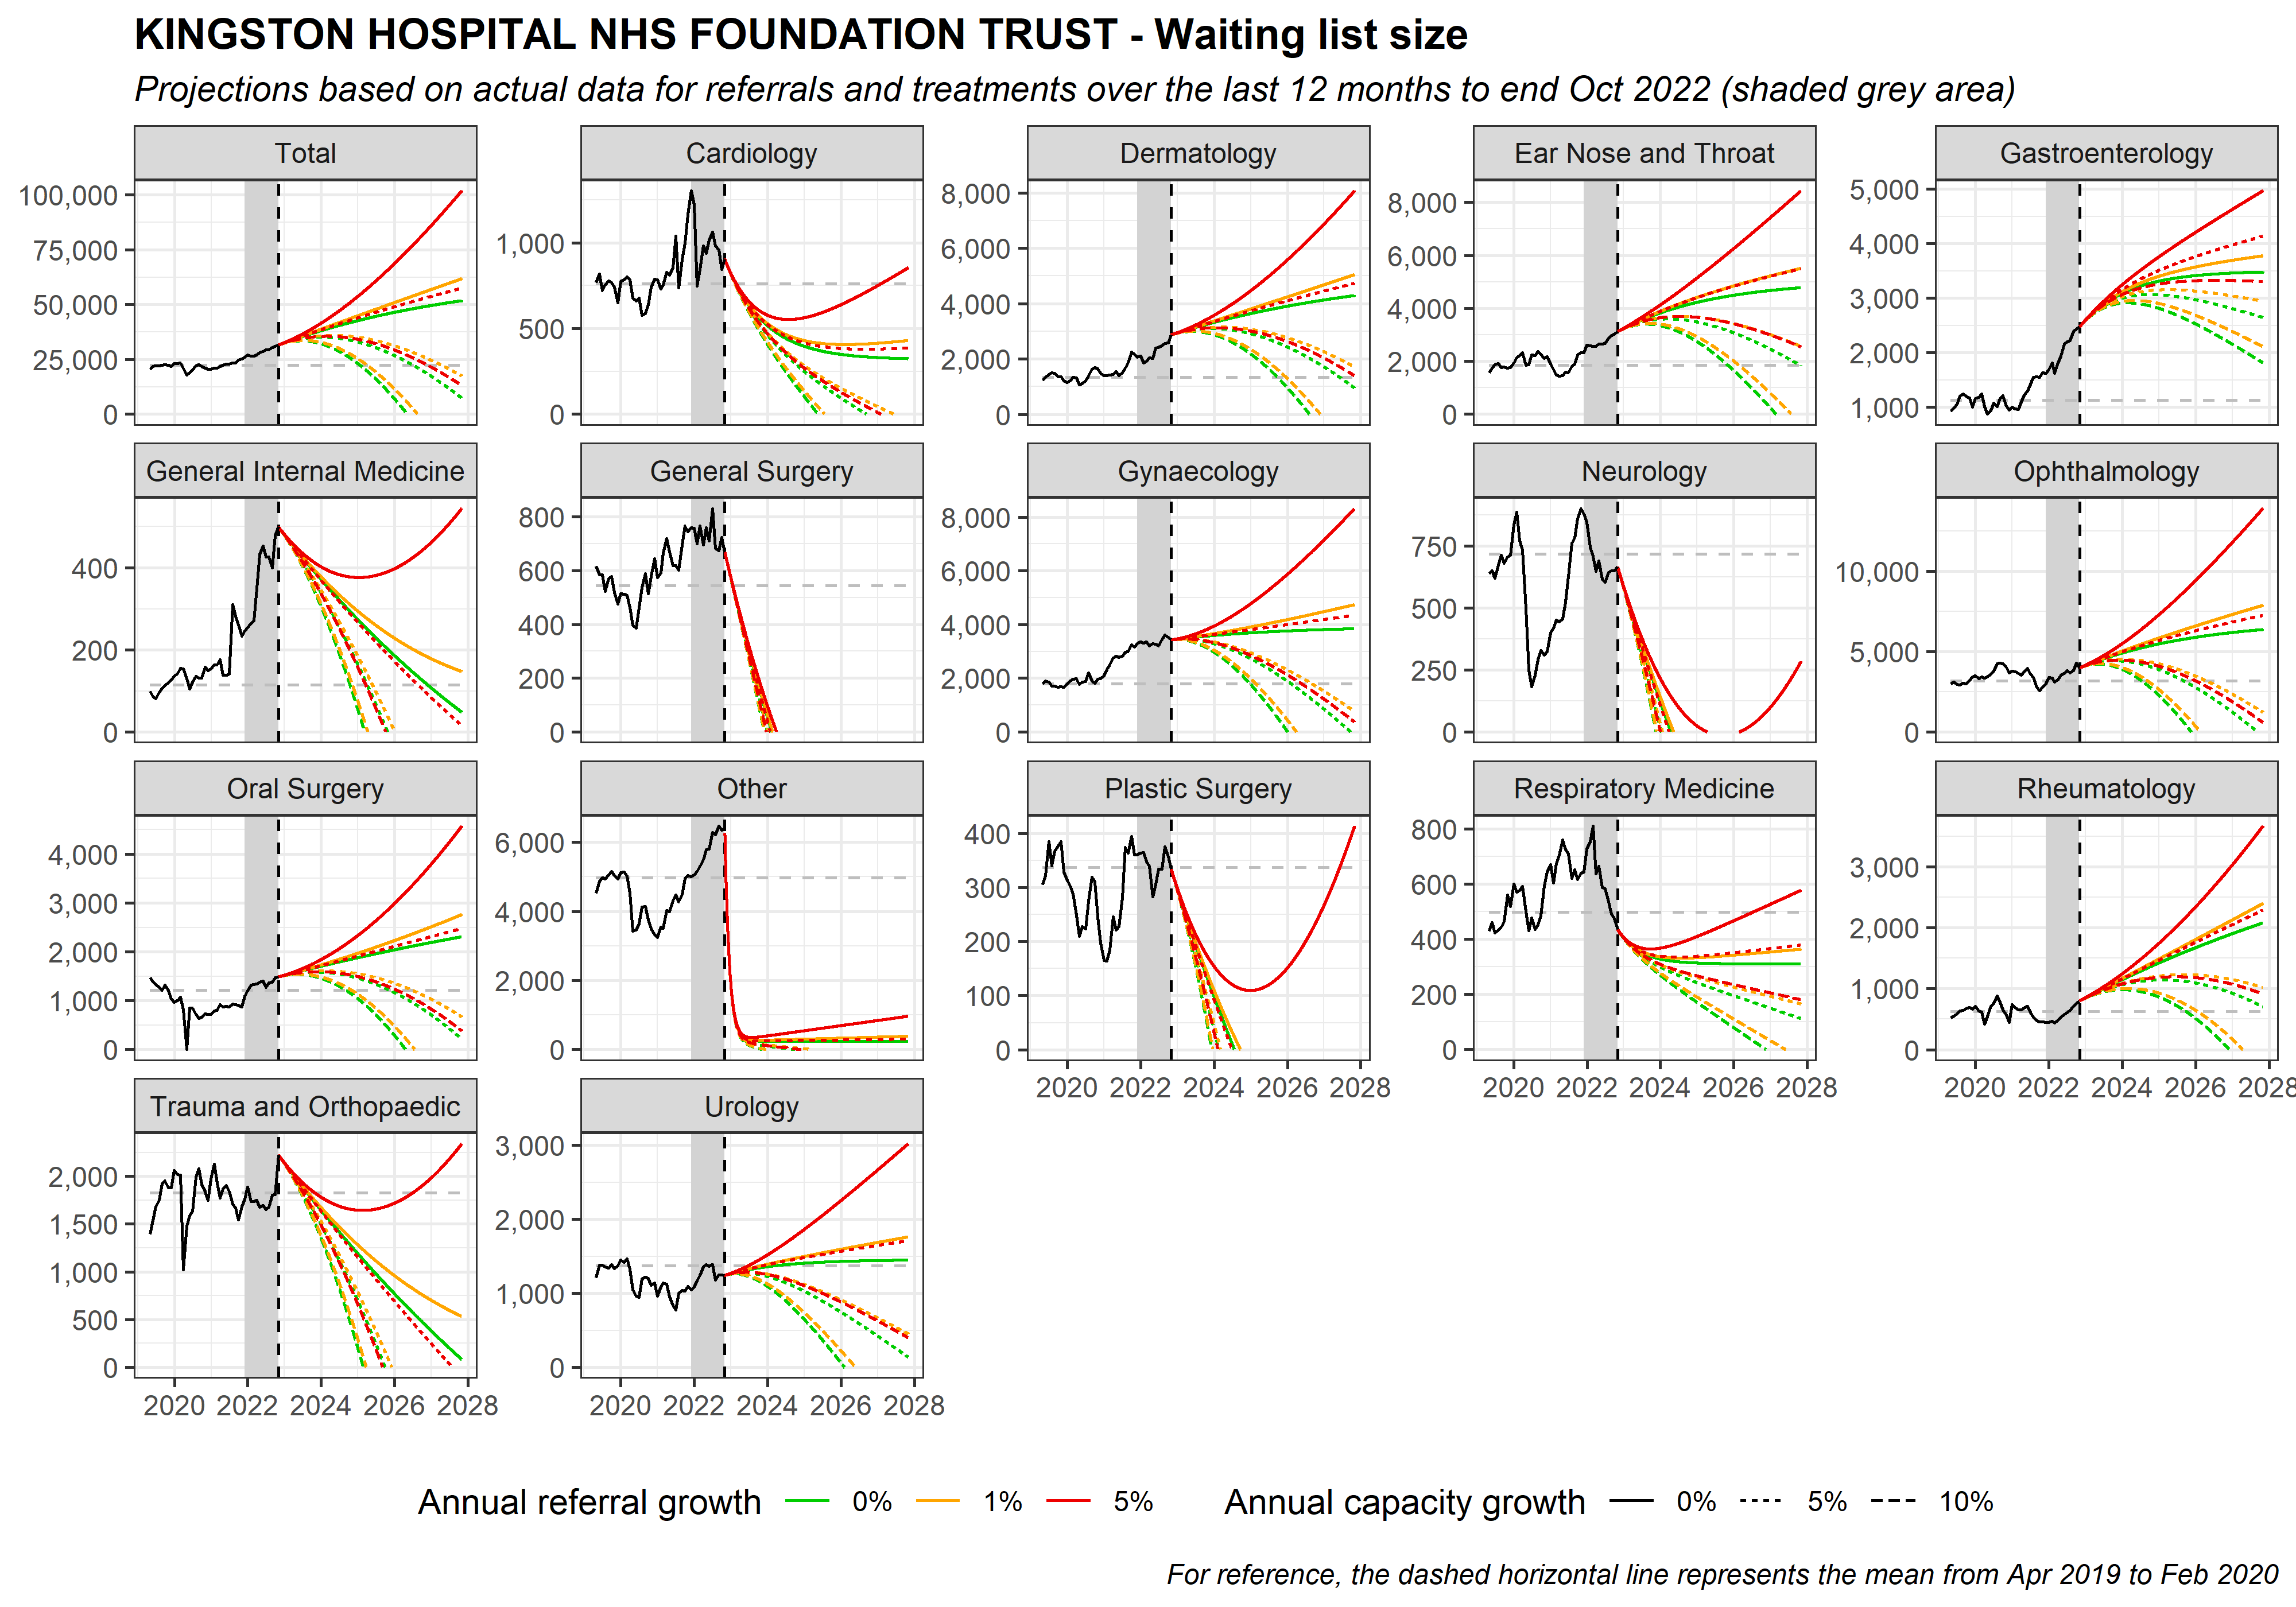 KINGSTON HOSPITAL NHS FOUNDATION TRUST - Waiting list size
Projections based on actual data for referrals and treatments over the last 12 months to end Oct 2022 (shaded grey area)
Total
100,000
75,000
50,000
25,000
0
Cardiology
1,000
500
0
Dermatology
8,000
6,000
4,000
2,000
0
Ear Nose and Throat
8,000
6,000
4,000
2,000
0
Gastroenterology
5,000
4,000
3,000
2,000
1,000
General Internal Medicine
400
200
0
General Surgery
800
600
400
200
0
Gynaecology
8,000
6,000
4,000
2,000
0
Neurology
750
500
250
0
Ophthalmology
10,000
5,000
0
Oral Surgery
4,000
3,000
2,000
1,000
0
Other
6,000
4,000
2,000
0
Plastic Surgery
400
300
200
100
0
2020 2022 2024 2026 2028
Respiratory Medicine
800
600
400
200
0
2020 2022 2024 2026 2028
Rheumatology
3,000
2,000
1,000
0
2020 2022 2024 2026 2028
Trauma and Orthopaedic
2,000
1,500
1,000
500
0
2020 2022 2024 2026 2028
Urology
3,000
2,000
1,000
0
2020 2022 2024 2026 2028
Annual referral growth 0% 1% 5% Annual capacity growth 0% 5% 10%
For reference, the dashed horizontal line represents the mean from Apr 2019 to Feb 2020